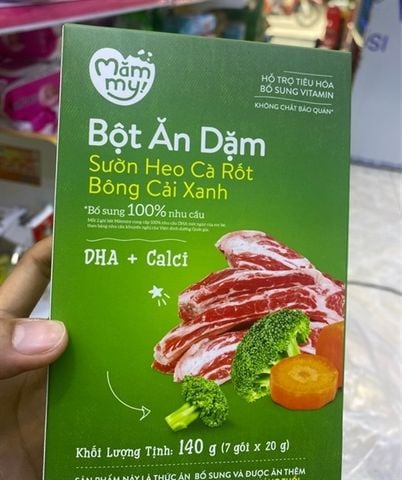 Măm
my!
HỖ TRỢ TIÊU HÓA
BỔ SUNG VITAMIN
KHÔNG CHẤT BẢO QUẢN*
Bột Ăn Dặm
Sườn Heo Cà Rốt
Bông Cải Xanh
*Bổ sung 100% nhu cầu
DHA + Calci
Khối Lượng Tịnh: 140 g (7 gói x 20 g)
SẢN PHẨM NÀY LÀ THỨC ĂN BỔ SUNG VÀ ĐƯỢC ĂN THÊM